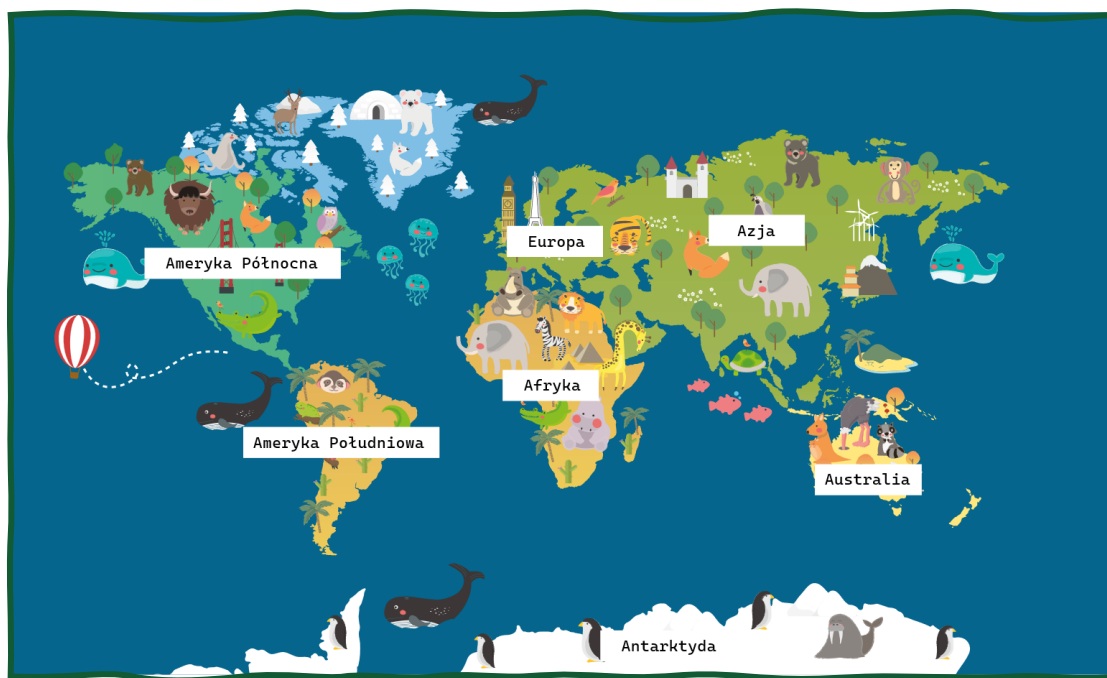 Europa
Azja
Ameryka Północna
Afryka
Ameryka Południowa
Australia
Antarktyda